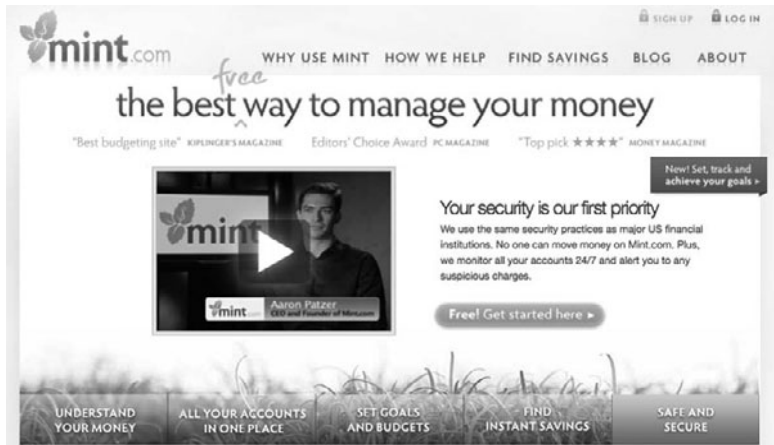 SIGN UP LOG IN
mint.com
WHY USE MINT HOW WE HELP FIND SAVINGS BLOG ABOUT
free
the best way to manage your money
"Best budgeting site" KIPLINGER'S MAGAZINE Editors' Choice Award PC MAGAZINE "Top pick ★★★★" MONEY MAGAZINE
New! Set, track and
achieve your goals ▸
mint
Your security is our first priority
We use the same security practices as major US financial
institutions. No one can move money on Mint.com. Plus,
we monitor all your accounts 24/7 and alert you to any
suspicious charges.
mint.com Aaron Patzer
CEO and Founder of Mint.com
Free! Get started here ▸
UNDERSTAND
YOUR MONEY
ALL YOUR ACCOUNTS
IN ONE PLACE
SET GOALS
AND BUDGETS
FIND
INSTANT SAVINGS
SAFE AND
SECURE